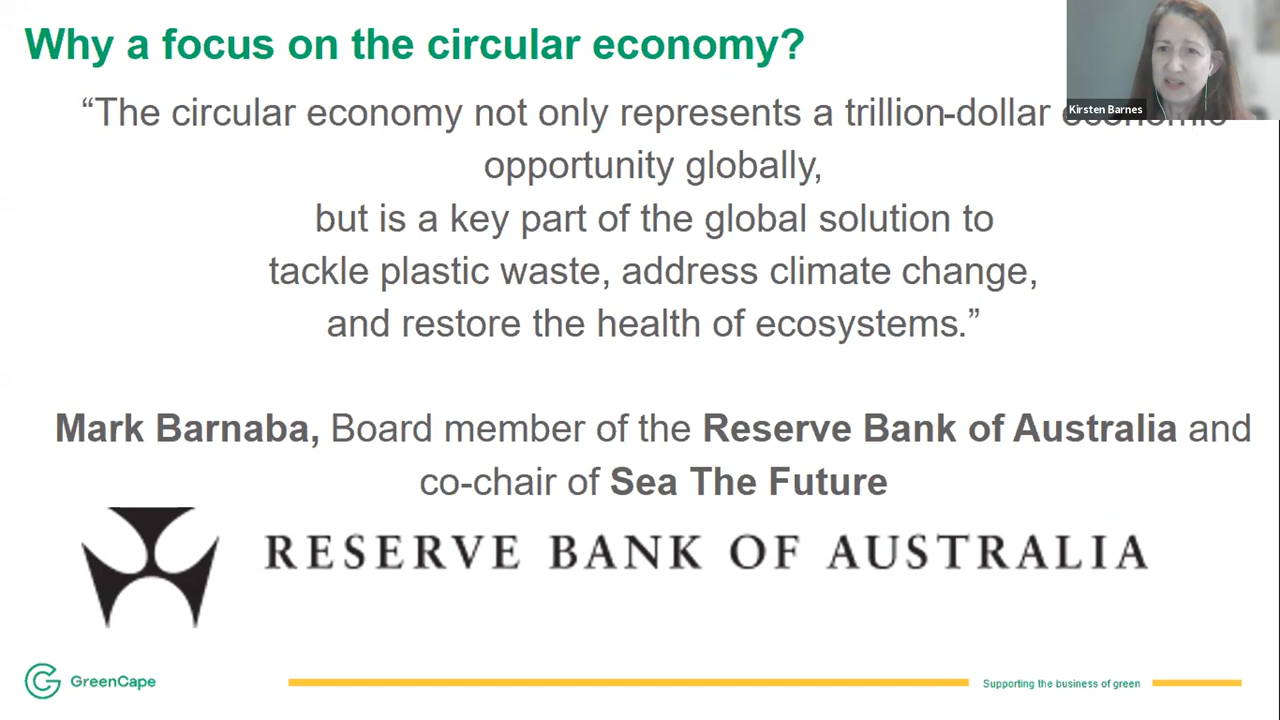 Why a focus on the circular economy?
Kirsten Barnes
“The circular economy not only represents a trillion-dollar
opportunity globally,
but is a key part of the global solution to
tackle plastic waste, address climate change,
and restore the health of ecosystems.”
Mark Barnaba, Board member of the Reserve Bank of Australia and
co-chair of Sea The Future
RESERVE BANK OF AUSTRALIA
GreenCape
Supporting the business of green